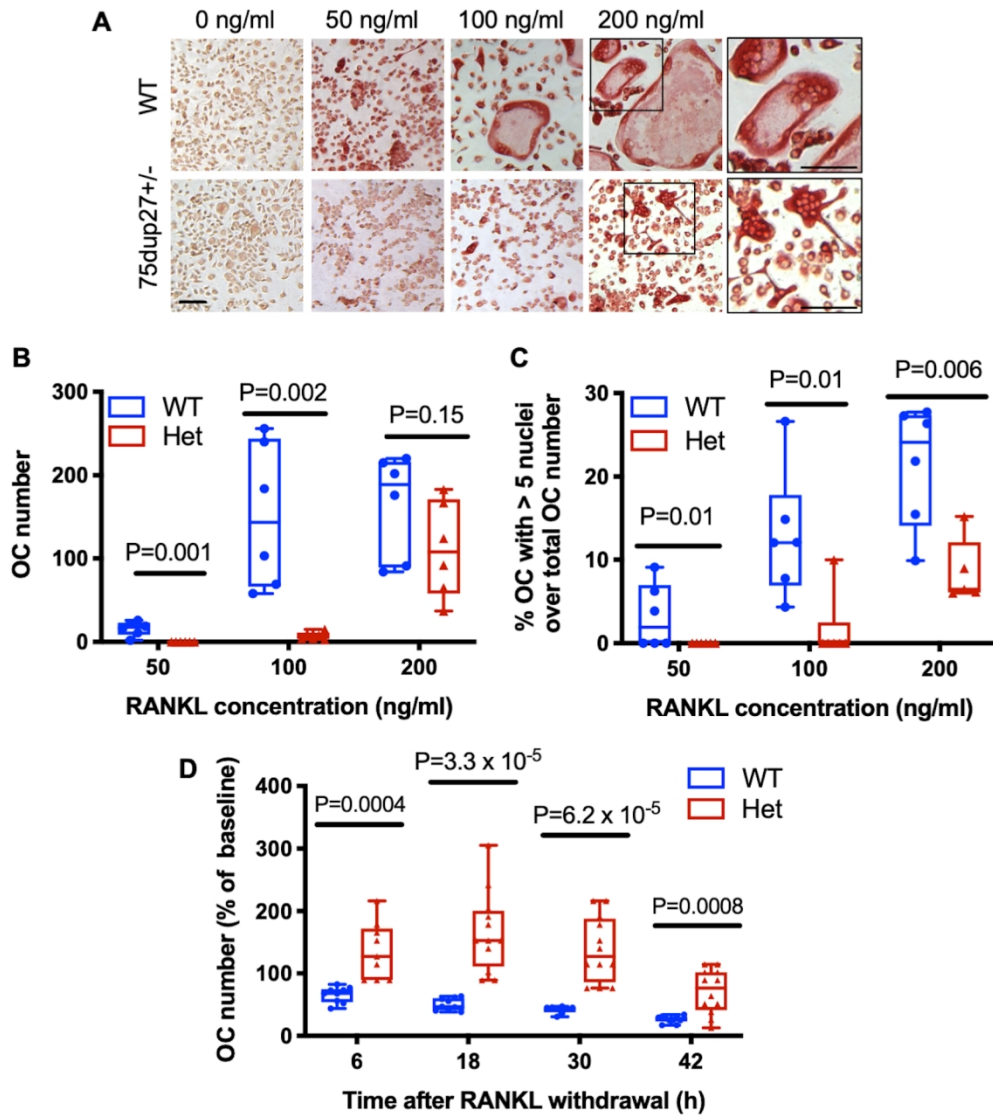 A
0 ng/ml 50 ng/ml 100 ng/ml 200 ng/ml
WT
75dup27+/-
B
300
200
100
0
OC number
WT
Het
P=0.001
P=0.002
P=0.15
50 100 200
RANKL concentration (ng/ml)
C
30
20
10
0
% OC with > 5 nuclei
over total OC number
WT
Het
P=0.01
P=0.01
P=0.006
50 100 200
RANKL concentration (ng/ml)
D
400
300
200
100
0
OC number (% of baseline)
P=0.0004
P=3.3 x 10⁻⁵
P=6.2 x 10⁻⁵
P=0.0008
WT
Het
6 18 30 42
Time after RANKL withdrawal (h)